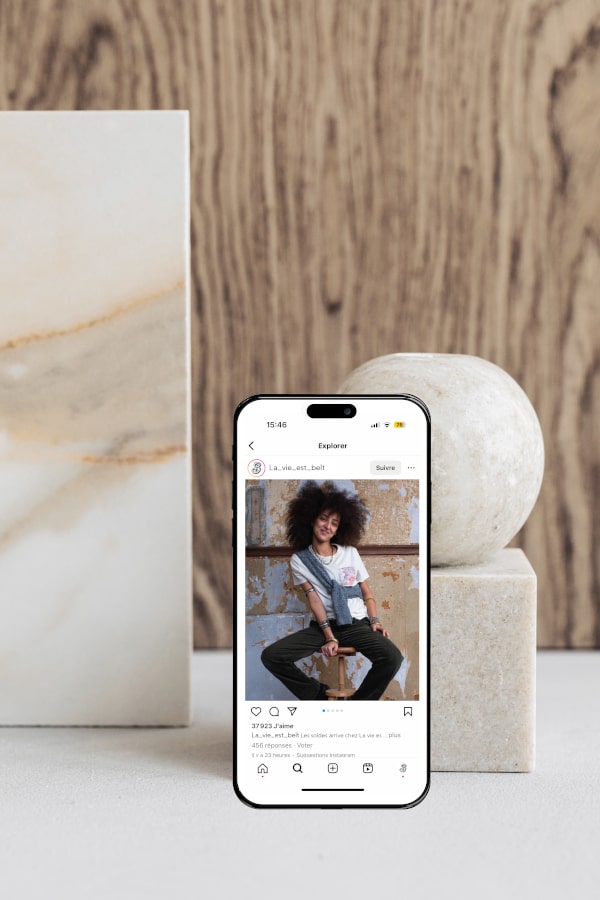 15:46
76
Explorer
La_vie_est_belt
Suivre
37 923 J'aime
La_vie_est_belt Les soldes arrive chez La vie es... plus
456 réponses · Voter
Il y a 23 heures · Suggestions Instagram